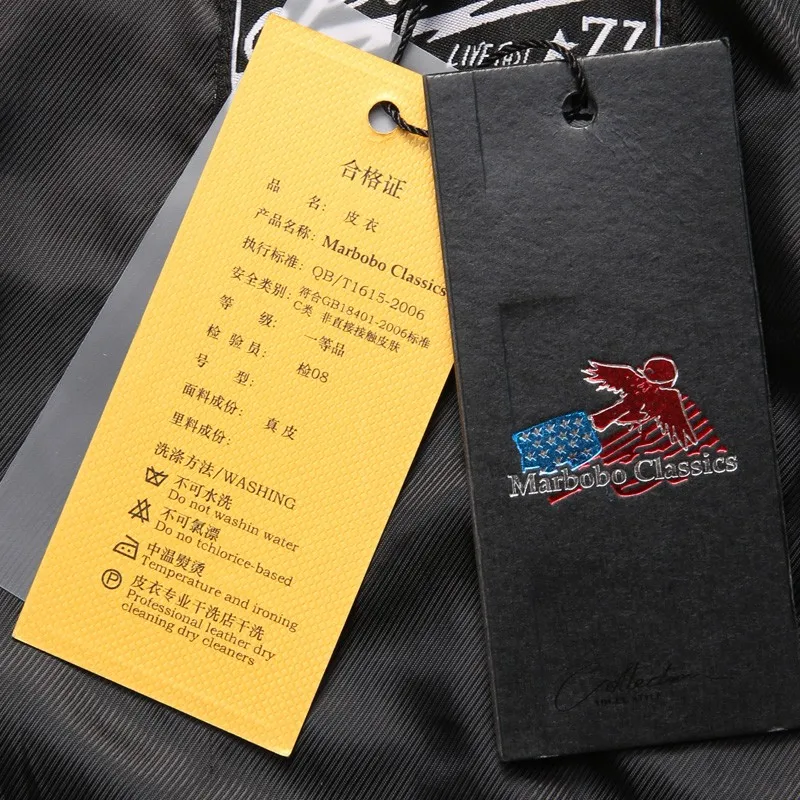 LIVE FAST
77
合格证
品 名: 皮衣
产品名称: Marbobo Classics
执行标准: QB/T1615-2006
安全类别: 符合GB18401-2006标准
C类 非直接接触皮肤
等 级: 一等品
检 验 员: 检08
号 型:
面料成份: 真皮
里料成份:
洗涤方法/WASHING
不可水洗
Do not washin water
不可氯漂
Do no tchlorice-based
中温熨烫
Temperature and ironing
P 皮衣专业干洗店干洗
Professional leather dry
cleaning dry cleaners
Marbobo Classics